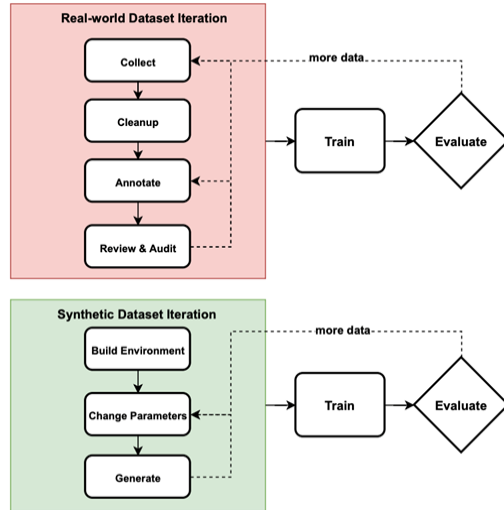 Real-world Dataset Iteration
Collect
more data
Cleanup
Train
Evaluate
Annotate
Review & Audit
Synthetic Dataset Iteration
more data
Build Environment
Change Parameters
Train
Evaluate
Generate